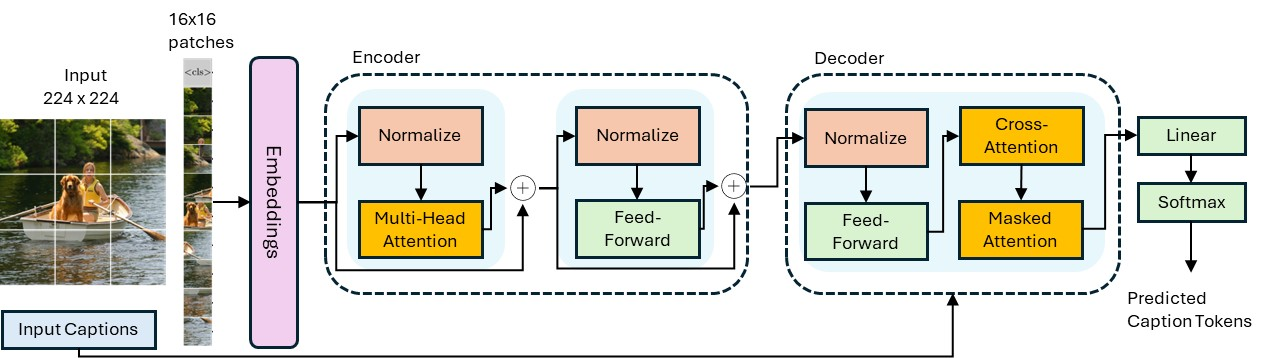 Input
224 x 224
16x16
patches
<cls>
Embeddings
Input Captions
Encoder
Normalize
Multi-Head
Attention
+
Normalize
Feed-
Forward
+
Decoder
Normalize
Feed-
Forward
Cross-
Attention
Masked
Attention
Linear
Softmax
Predicted
Caption Tokens